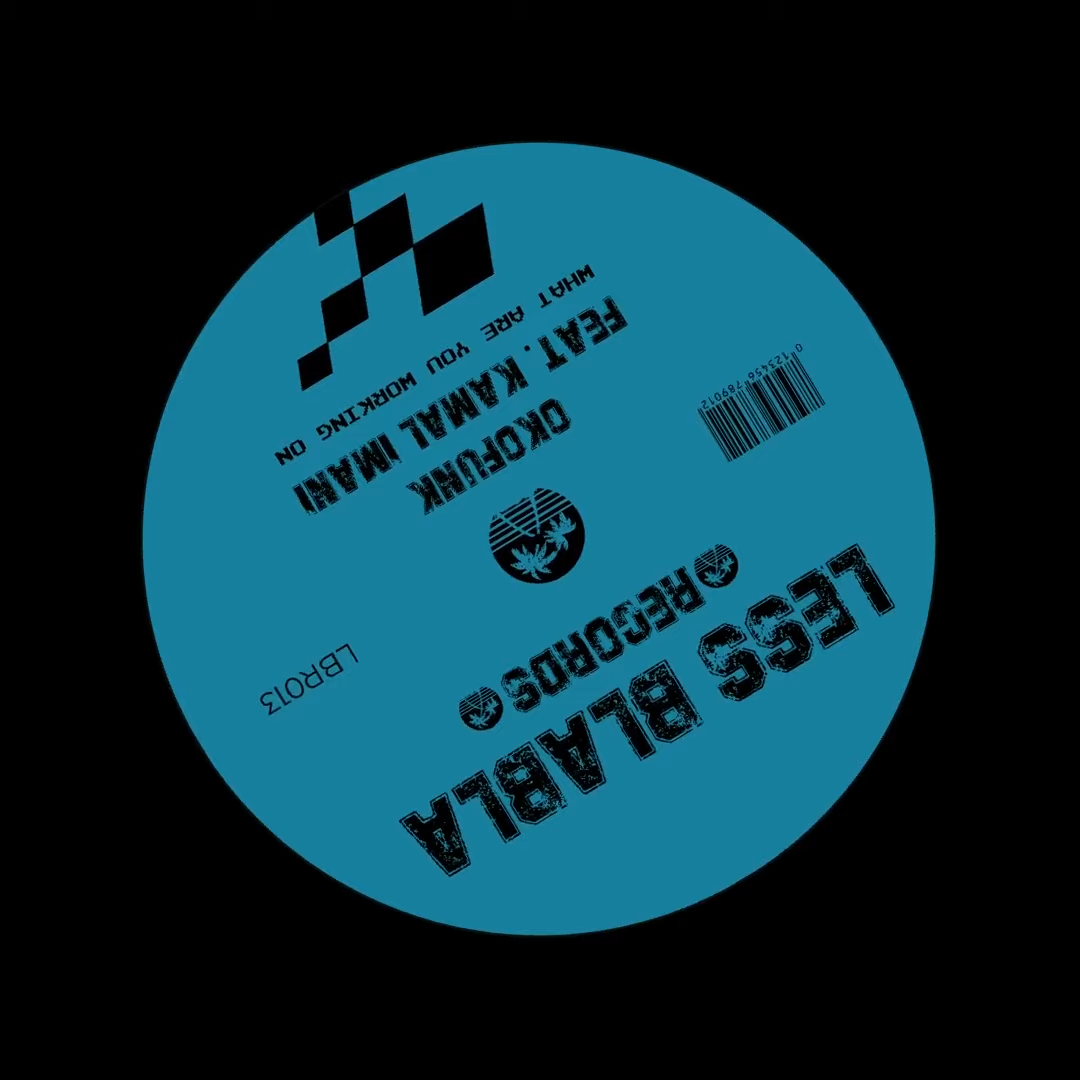 LESS BLABLA
RECORDS
0 123456 789012
LBR013
OKOFUNK
FEAT. KAMAL IMANI
WHAT ARE YOU WORKING ON